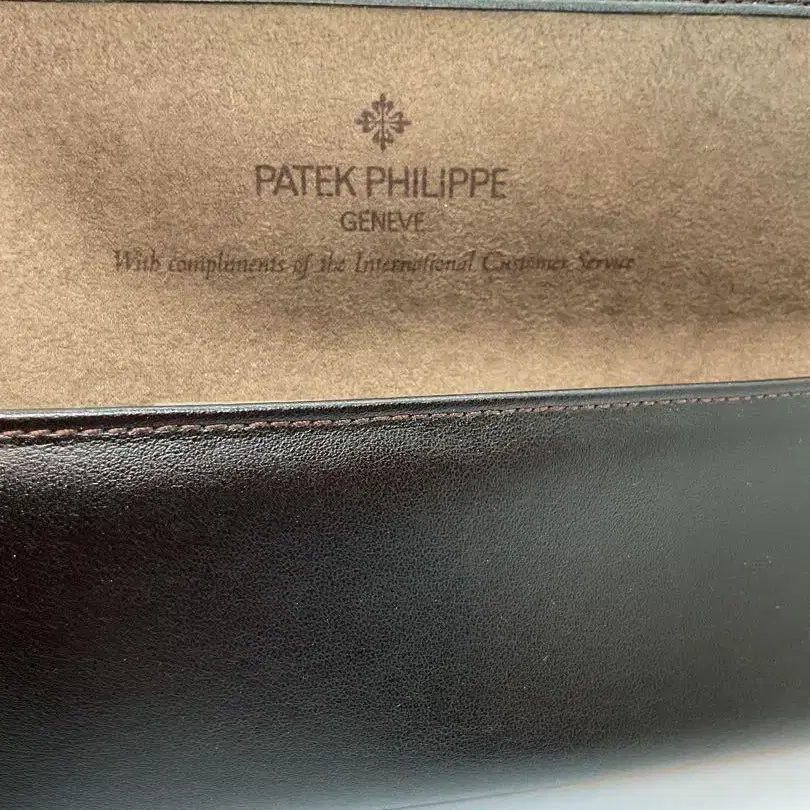 PATEK PHILIPPE
GENEVE
With compliments of the International Customer Service